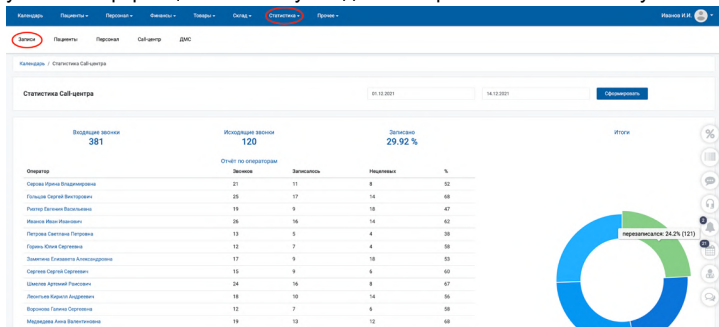 Календарь Пациенты Персонал Финансы Товары Склад Статистика Прочее Иванов И.И.
Записи Пациенты Персонал Call-центр ДМС
Календарь / Статистика Call-центра
Статистика Call-центра 01.12.2021 14.12.2021 Сформировать
Входящие звонки Исходящие звонки Записано Итоги
381 120 29.92 %
Отчёт по операторам
Оператор Звонков Записалось Нецелевых %
Серова Ирина Владимировна 21 11 8 52
Гольцов Сергей Викторович 25 17 14 68
Рихтер Евгения Васильевна 19 9 18 47
Иванов Иван Иванович 26 16 14 62
Петрова Светлана Петровна 13 5 4 38
перезаписался: 24.2% (121)
Горинь Юлия Сергеевна 12 7 4 58
Замятина Елизавета Александровна 17 9 18 53
Сергеев Сергей Сергеевич 15 9 6 60
Шмелев Артемий Раисович 24 16 8 67
Леонтьев Кирилл Андреевич 18 10 14 56
Воронова Галина Сергеевна 12 7 6 58
Медведева Анна Валентиновна 19 13 12 68